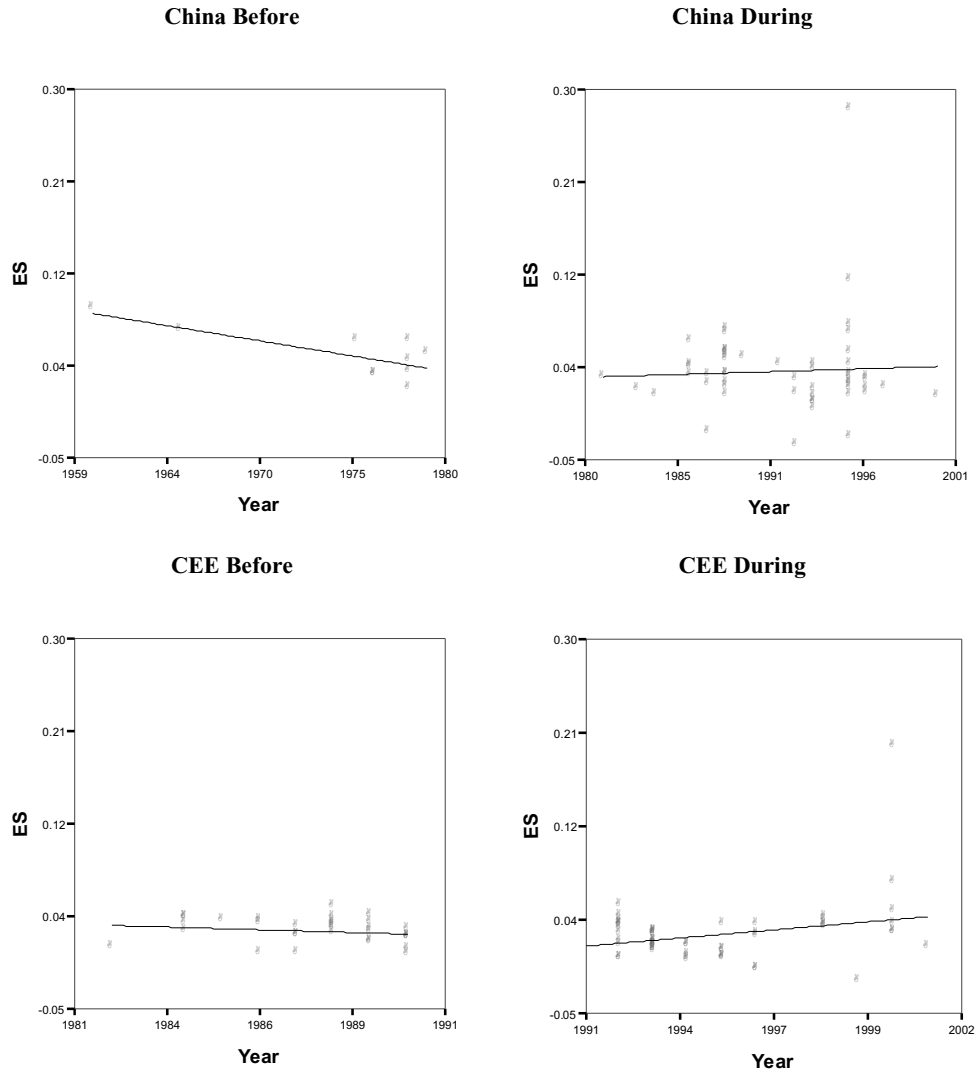 China Before
China During
0.30
0.21
0.12
0.04
-0.05
ES
1959 1964 1970 1975 1980
Year
0.30
0.21
0.12
0.04
-0.05
ES
1980 1985 1991 1996 2001
Year
CEE Before
CEE During
0.30
0.21
0.12
0.04
-0.05
ES
1981 1984 1986 1989 1991
Year
0.30
0.21
0.12
0.04
-0.05
ES
1991 1994 1997 1999 2002
Year